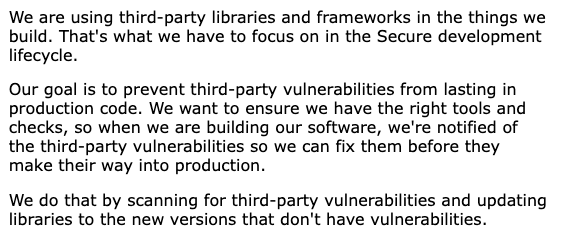 We are using third-party libraries and frameworks in the things we
build. That's what we have to focus on in the Secure development
lifecycle.
Our goal is to prevent third-party vulnerabilities from lasting in
production code. We want to ensure we have the right tools and
checks, so when we are building our software, we're notified of
the third-party vulnerabilities so we can fix them before they
make their way into production.
We do that by scanning for third-party vulnerabilities and updating
libraries to the new versions that don't have vulnerabilities.